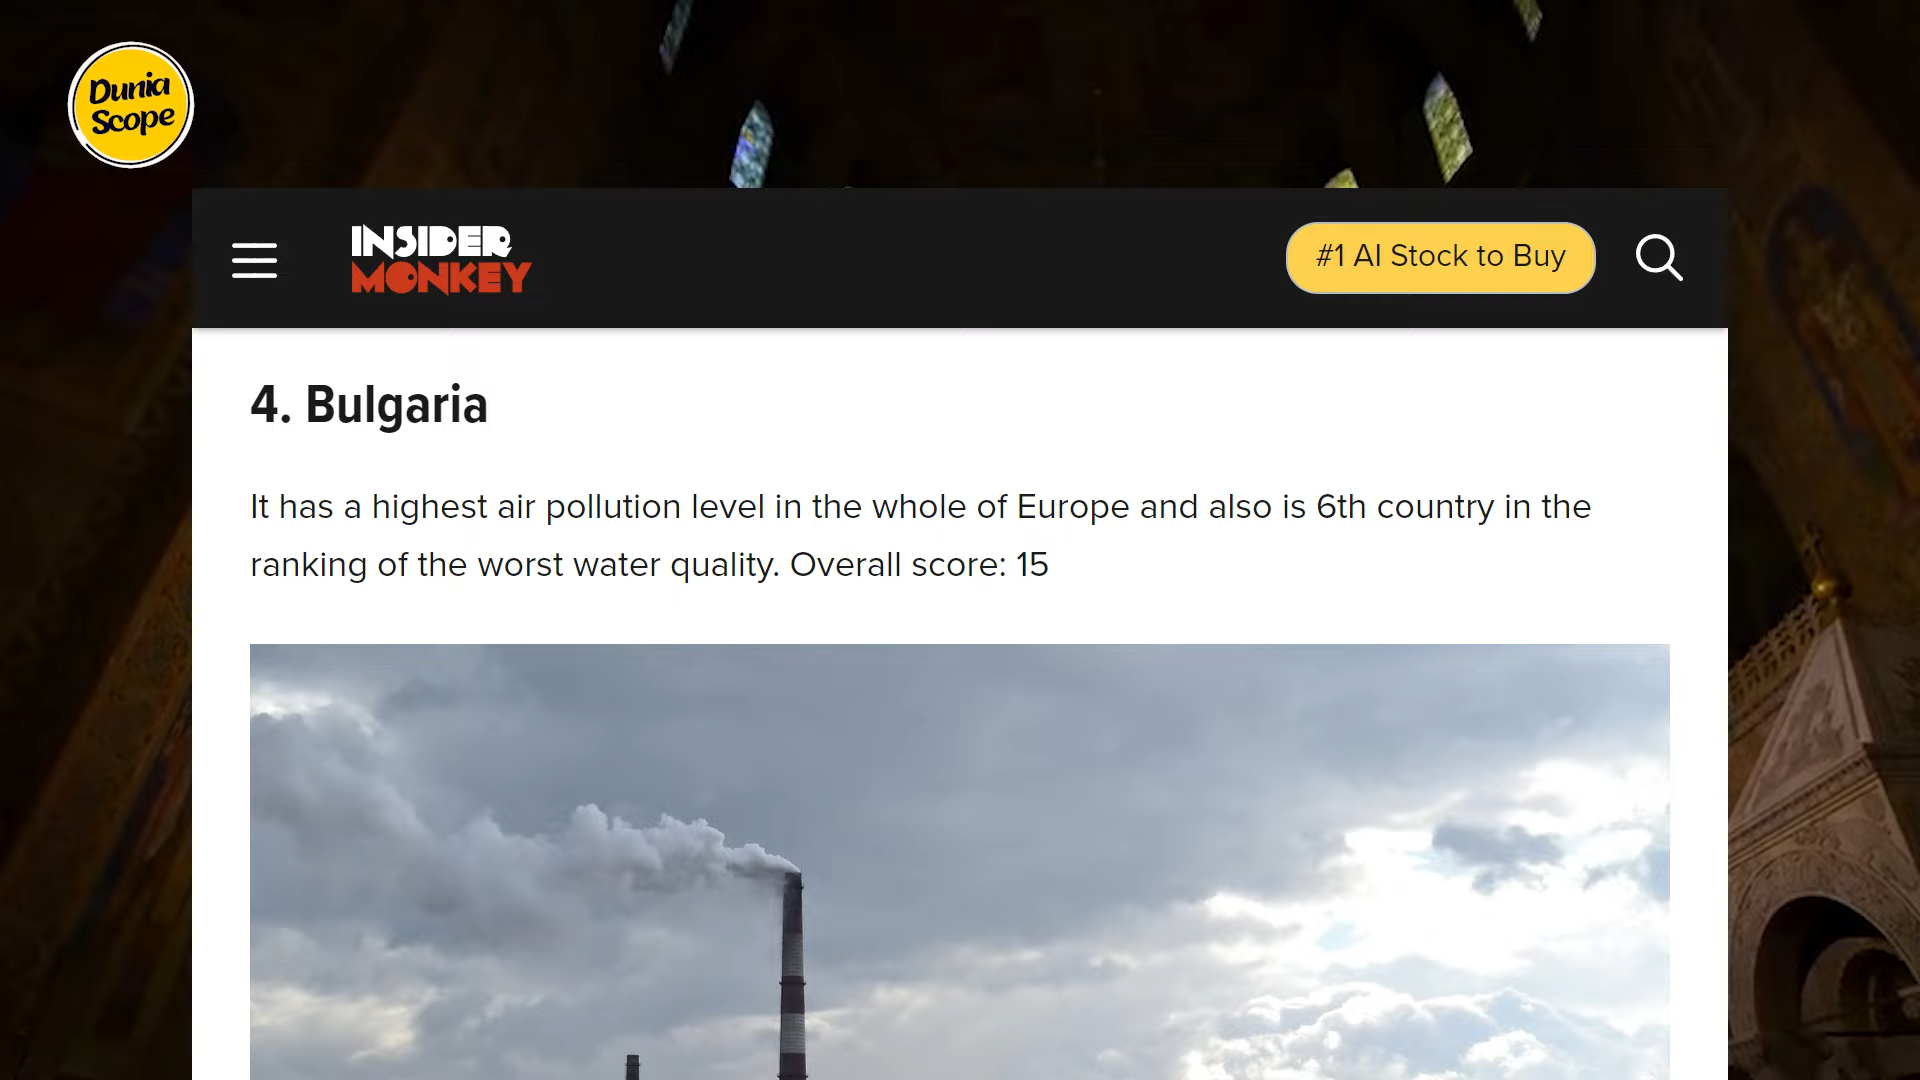 Dunia
Scope
INSIDER
MONKEY
#1 AI Stock to Buy
4. Bulgaria
It has a highest air pollution level in the whole of Europe and also is 6th country in the
ranking of the worst water quality. Overall score: 15